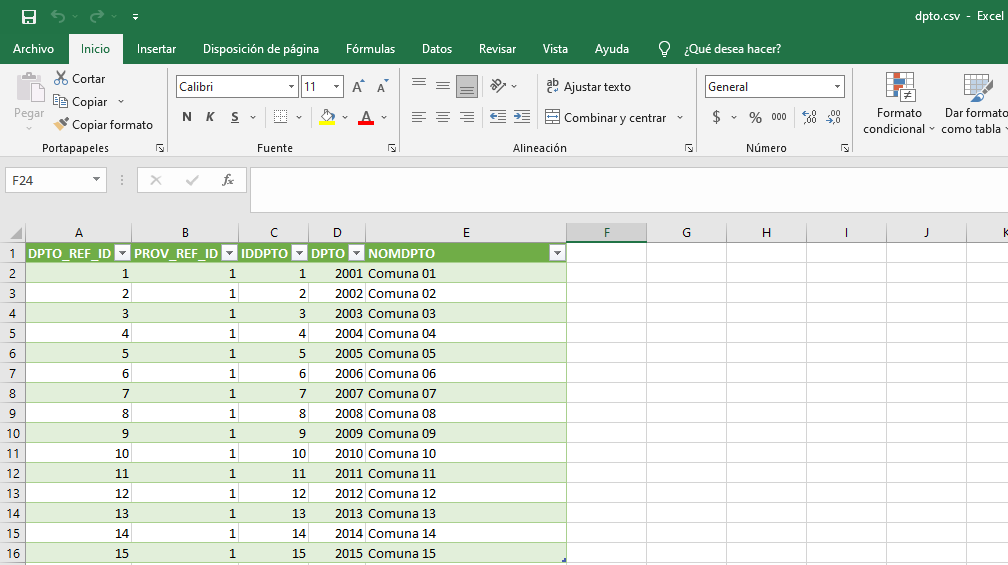 dpto.csv - Excel
Archivo Inicio Insertar Disposición de página Fórmulas Datos Revisar Vista Ayuda ¿Qué desea hacer?
Pegar
Cortar
Copiar
Copiar formato
Portapapeles
Calibri 11 A A
N K S A
Fuente
ab Ajustar texto
Combinar y centrar
Alineación
General
$ % 000 ,00 ,00
Número
Formato condicional
Dar formato como tabla
F24 fx
A B C D E F G H I J K
1 DPTO_REF_ID PROV_REF_ID IDDPTO DPTO NOMDPTO
2 1 1 1 2001 Comuna 01
3 2 1 2 2002 Comuna 02
4 3 1 3 2003 Comuna 03
5 4 1 4 2004 Comuna 04
6 5 1 5 2005 Comuna 05
7 6 1 6 2006 Comuna 06
8 7 1 7 2007 Comuna 07
9 8 1 8 2008 Comuna 08
10 9 1 9 2009 Comuna 09
11 10 1 10 2010 Comuna 10
12 11 1 11 2011 Comuna 11
13 12 1 12 2012 Comuna 12
14 13 1 13 2013 Comuna 13
15 14 1 14 2014 Comuna 14
16 15 1 15 2015 Comuna 15